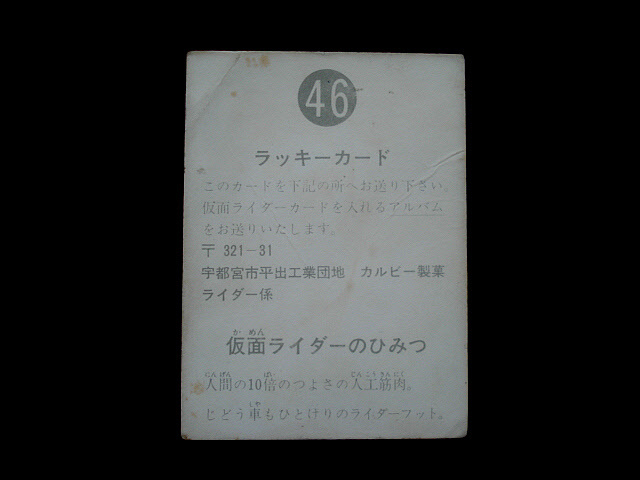 46
ラッキーカード
このカードを下記の所へお送り下さい。
仮面ライダーカードを入れるアルバム
をお送りいたします。
〒 321-31
宇都宮市平出工業団地　カルビー製菓
ライダー係
仮面ライダーのひみつ
人間の10倍のつよさの人工筋肉。
じどう車もひとけりのライダーフット。